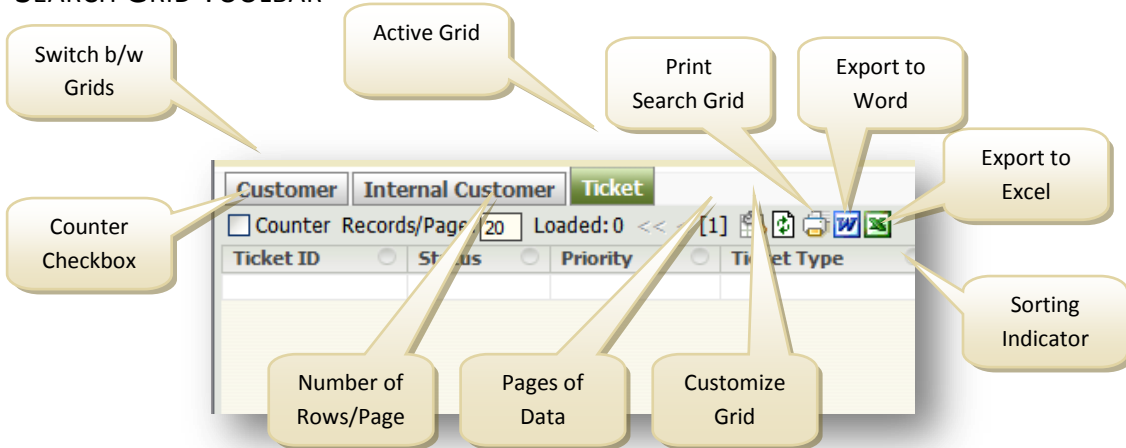 SEARCH GRID TOOLBAR
Switch b/w
Grids
Active Grid
Print
Search Grid
Export to
Word
Export to
Excel
Counter
Checkbox
Customer Internal Customer Ticket
Counter Records/Page 20 Loaded: 0 << [1]
Ticket ID Status Priority Ticket Type
Sorting
Indicator
Number of
Rows/Page
Pages of
Data
Customize
Grid